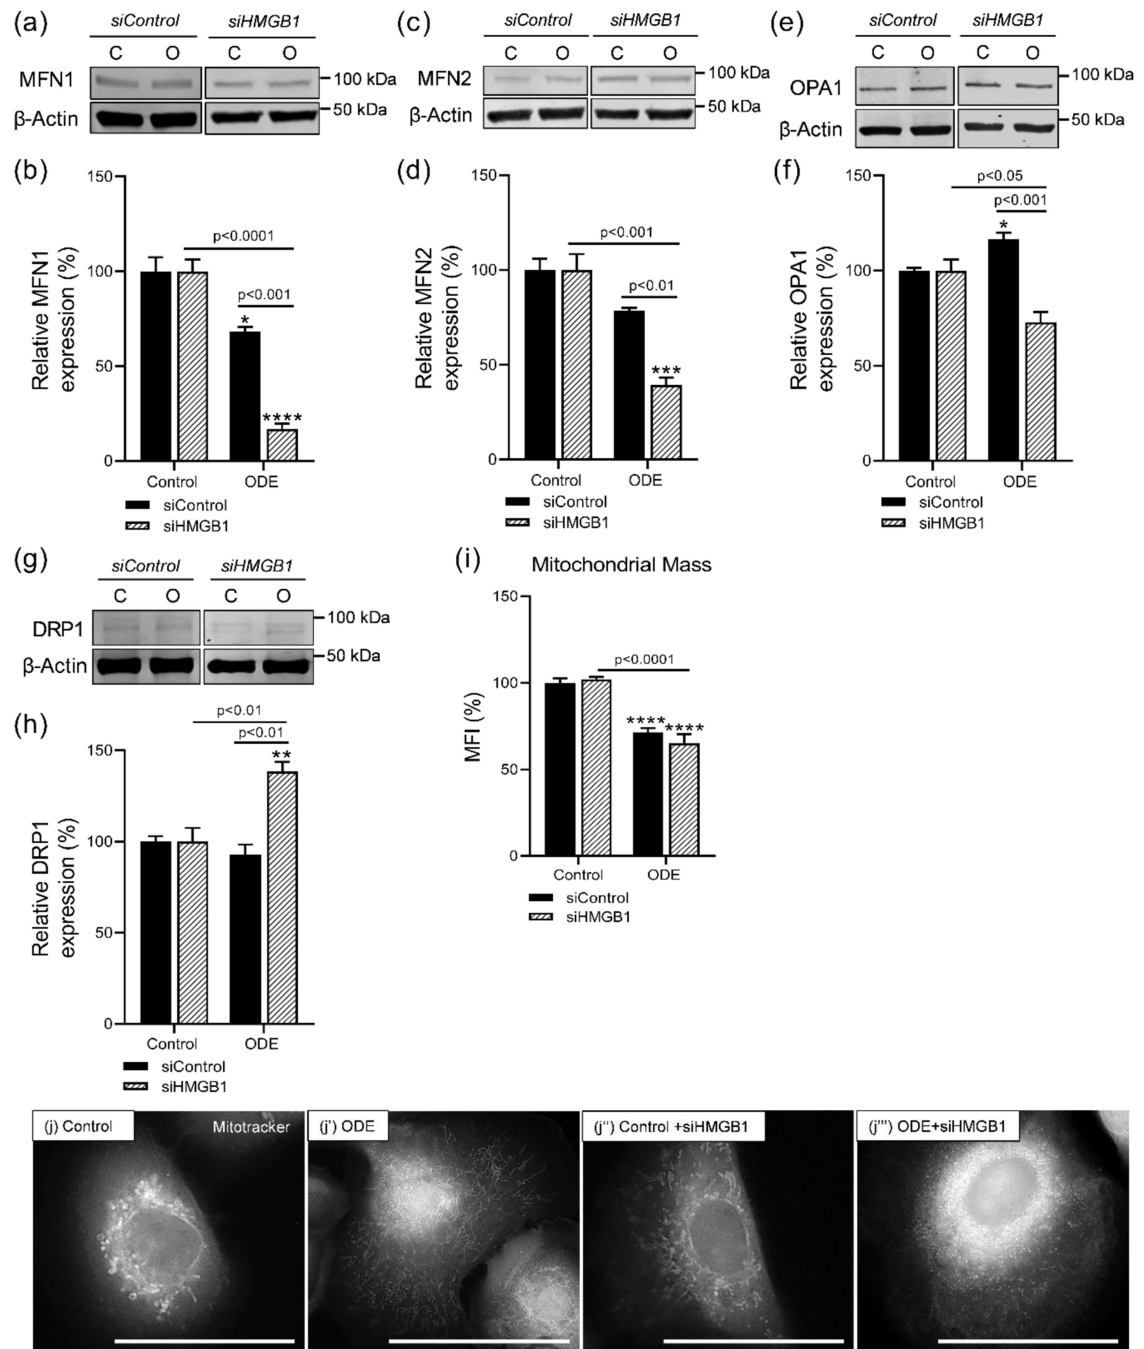 (a) siControl siHMGB1
C O C O
MFN1
100 kDa
β-Actin
50 kDa
(c) siControl siHMGB1
C O C O
MFN2
100 kDa
β-Actin
50 kDa
(e) siControl siHMGB1
C O C O
OPA1
100 kDa
β-Actin
50 kDa
(b)
Relative MFN1
expression (%)
150
100
50
0
p<0.0001
p<0.001
*
****
Control ODE
siControl
siHMGB1
(d)
Relative MFN2
expression (%)
150
100
50
0
p<0.001
p<0.01
***
Control ODE
siControl
siHMGB1
(f)
Relative OPA1
expression (%)
150
100
50
0
p<0.05
p<0.001
*
Control ODE
siControl
siHMGB1
(g) siControl siHMGB1
C O C O
DRP1
100 kDa
β-Actin
50 kDa
(h)
Relative DRP1
expression (%)
150
100
50
0
p<0.01
p<0.01
**
Control ODE
siControl
siHMGB1
(i) Mitochondrial Mass
MFI (%)
150
100
50
0
p<0.0001
**** ****
Control ODE
siControl
siHMGB1
(j) Control
Mitotracker
(j') ODE
(j'') Control +siHMGB1
(j''') ODE+siHMGB1